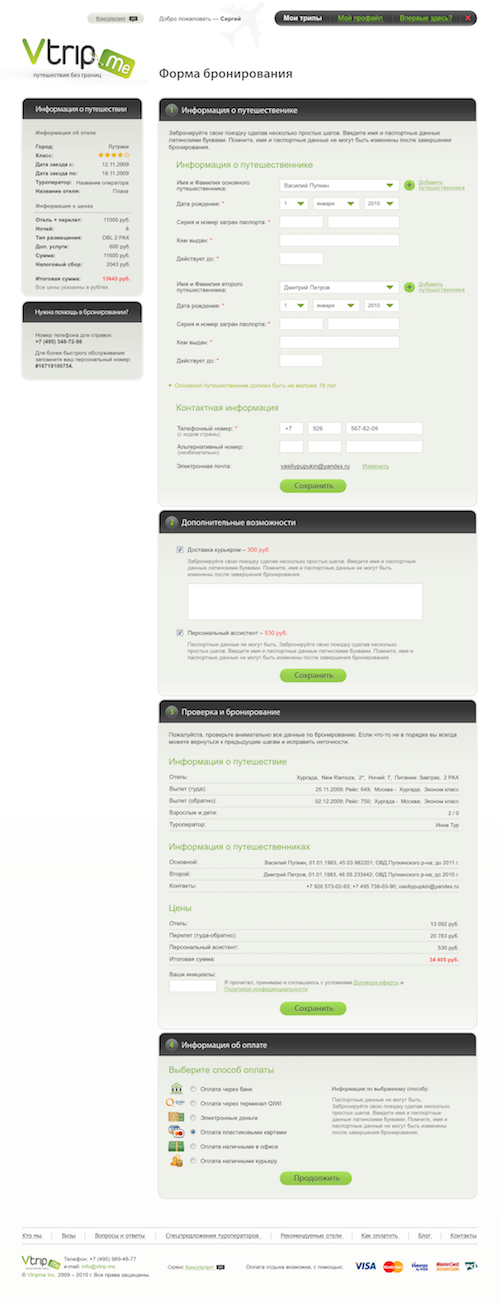 Консультант
Добро пожаловать — Сергей
Мои трипы
Мой профайл
Впервые здесь?
Vtrip.me
путешествия без границ
Форма бронирования
Информация о путешествии
Информация об отеле
Город: Лутраки
Класс:
Дата заезда с: 12.11.2009
Дата заезда по: 18.11.2009
Туроператор: Название оператора
Название отеля: Плаза
Информация о цене
Отель + перелет: 11000 руб.
Ночей: 8
Тип размещения: DBL 2 PAX
Доп. услуги: 600 руб.
Сумма: 11600 руб.
Налоговый сбор: 2043 руб.
Итоговая сумма: 13643 руб.
Все цены указаны в рублях
Нужна помощь в бронировании?
Номер телефона для справок:
+7 (495) 348-72-88
Для более быстрого обслуживания
запомните ваш персональный номер:
#16719100754.
1 Информация о путешественике
Забронируйте свою поездку сделав несколько простых шагов. Введите имя и паспортные данные
латинскими буквами. Помните, имя и паспортные данные не могут быть изменены после завершения
бронирования.
Информация о путешественнике
Имя и Фамилия основного
путешественника:
Василий Пупкин
Добавить
путешественника
Дата рождения: * 1 января 2010
Серия и номер загран паспорта: *
Кем выдан: *
Действует до: *
Имя и Фамилия второго
путешественника:
Дмитрий Петров
Добавить
путешественника
Дата рождения: * 1 января 2010
Серия и номер загран паспорта: *
Кем выдан: *
Действует до: *
Основной путешественник должен быть не моложе 18 лет.
Контактная информация
Телефонный номер: * +7 926 567-82-09
(с кодом страны)
Альтернативный номер:
(необязательно)
Электронная почта: vasiliypupukin@yandex.ru Изменить
Сохранить
2 Дополнительные возможности
Доставка курьером – 300 руб.
Забронируйте свою поездку сделав несколько простых шагов. Введите имя и паспортные
данные латинскими буквами. Помните, имя и паспортные данные не могут быть
изменены после завершения бронирования.
Персональный ассистент – 530 руб.
Паспортные данные не могут быть. Забронируйте свою поездку сделав несколько
простых шагов. Введите имя и паспортные данные латинскими буквами. Помните, имя и
паспортные данные не могут быть изменены после завершения бронирования.
Сохранить
3 Проверка и бронирование
Пожалуйста, проверьте внимательно все данные по бронированию. Если что-то не в порядке вы всегда
можете вернуться к предыдущим шагам и исправить неточности.
Информация о путешествие
Отель: Хургада, New Ramoza, 2*, Ночей: 7, Питание: Завтрак, 2 PAX
Вылет (туда): 25.11.2009; Рейс: 649; Москва - Хургада; Эконом класс
Вылет (обратно): 02.12.2009; Рейс: 750; Хургада - Москва; Эконом класс
Взрослые и дети: 2 / 0
Туроператор: Инна Тур
Информация о путешественниках
Основной: Василий Пупкин, 01.01.1983, 45 03 982201; ОВД Пупкинского р-на; до 2011 г.
Второй: Дмитрий Петров, 01.01.1983, 46 05 233442; ОВД Пупкинского р-на; до 2010 г.
Контакты: +7 926 573-02-93; +7 495 738-03-90; vasiliypupkin@yandex.ru
Цены
Отель: 13 092 руб.
Перелет (туда-обратно): 20 783 руб.
Персональный асистент: 530 руб.
Итоговая сумма: 34 405 руб.
Ваши инициалы:
Я прочитал, принимаю и соглашаюсь с условиями Договора-оферты и
Политикой конфиденциальности
Сохранить
4 Информация об оплате
Выберите способ оплаты
Оплата через банк
Оплата через терминал QIWI
Электронные деньги
Оплата пластиковыми картами
Оплата наличными в офисе
Оплата наличными курьеру
Информация по выбранному способу:
Паспортные данные не могут быть.
Забронируйте свою поездку сделав несколько
простых шагов. Введите имя и паспортные
данные латинскими буквами. Помните, имя и
паспортные данные не могут быть изменены
после завершения бронирования.
Продолжить
Кто мы
Визы
Вопросы и ответы
Спецпредложения туроператоров
Рекомендуемые отели
Как оплатить
Блог
Контакты
Vtrip.me
Телефон: +7 (495) 989-48-77
e-mail: info@vtrip.me
© Vtripme Inc. 2009 – 2010 г. Все права защищены.
Сервис Консультант
Оплата отдыха возможна, с помощью:
VISA
MasterCard